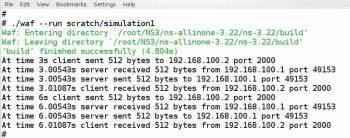 File Edit View Bookmarks Settings Help
#
# ./waf --run scratch/simulation1
Waf: Entering directory `/root/NS3/ns-allinone-3.22/ns-3.22/build'
Waf: Leaving directory `/root/NS3/ns-allinone-3.22/ns-3.22/build'
'build' finished successfully (4.804s)
At time 3s client sent 512 bytes to 192.168.100.2 port 2000
At time 3.00543s server received 512 bytes from 192.168.100.1 port 49153
At time 3.00543s server sent 512 bytes to 192.168.100.1 port 49153
At time 3.01087s client received 512 bytes from 192.168.100.2 port 2000
At time 6s client sent 512 bytes to 192.168.100.2 port 2000
At time 6.00543s server received 512 bytes from 192.168.100.1 port 49153
At time 6.00543s server sent 512 bytes to 192.168.100.1 port 49153
At time 6.01087s client received 512 bytes from 192.168.100.2 port 2000
#